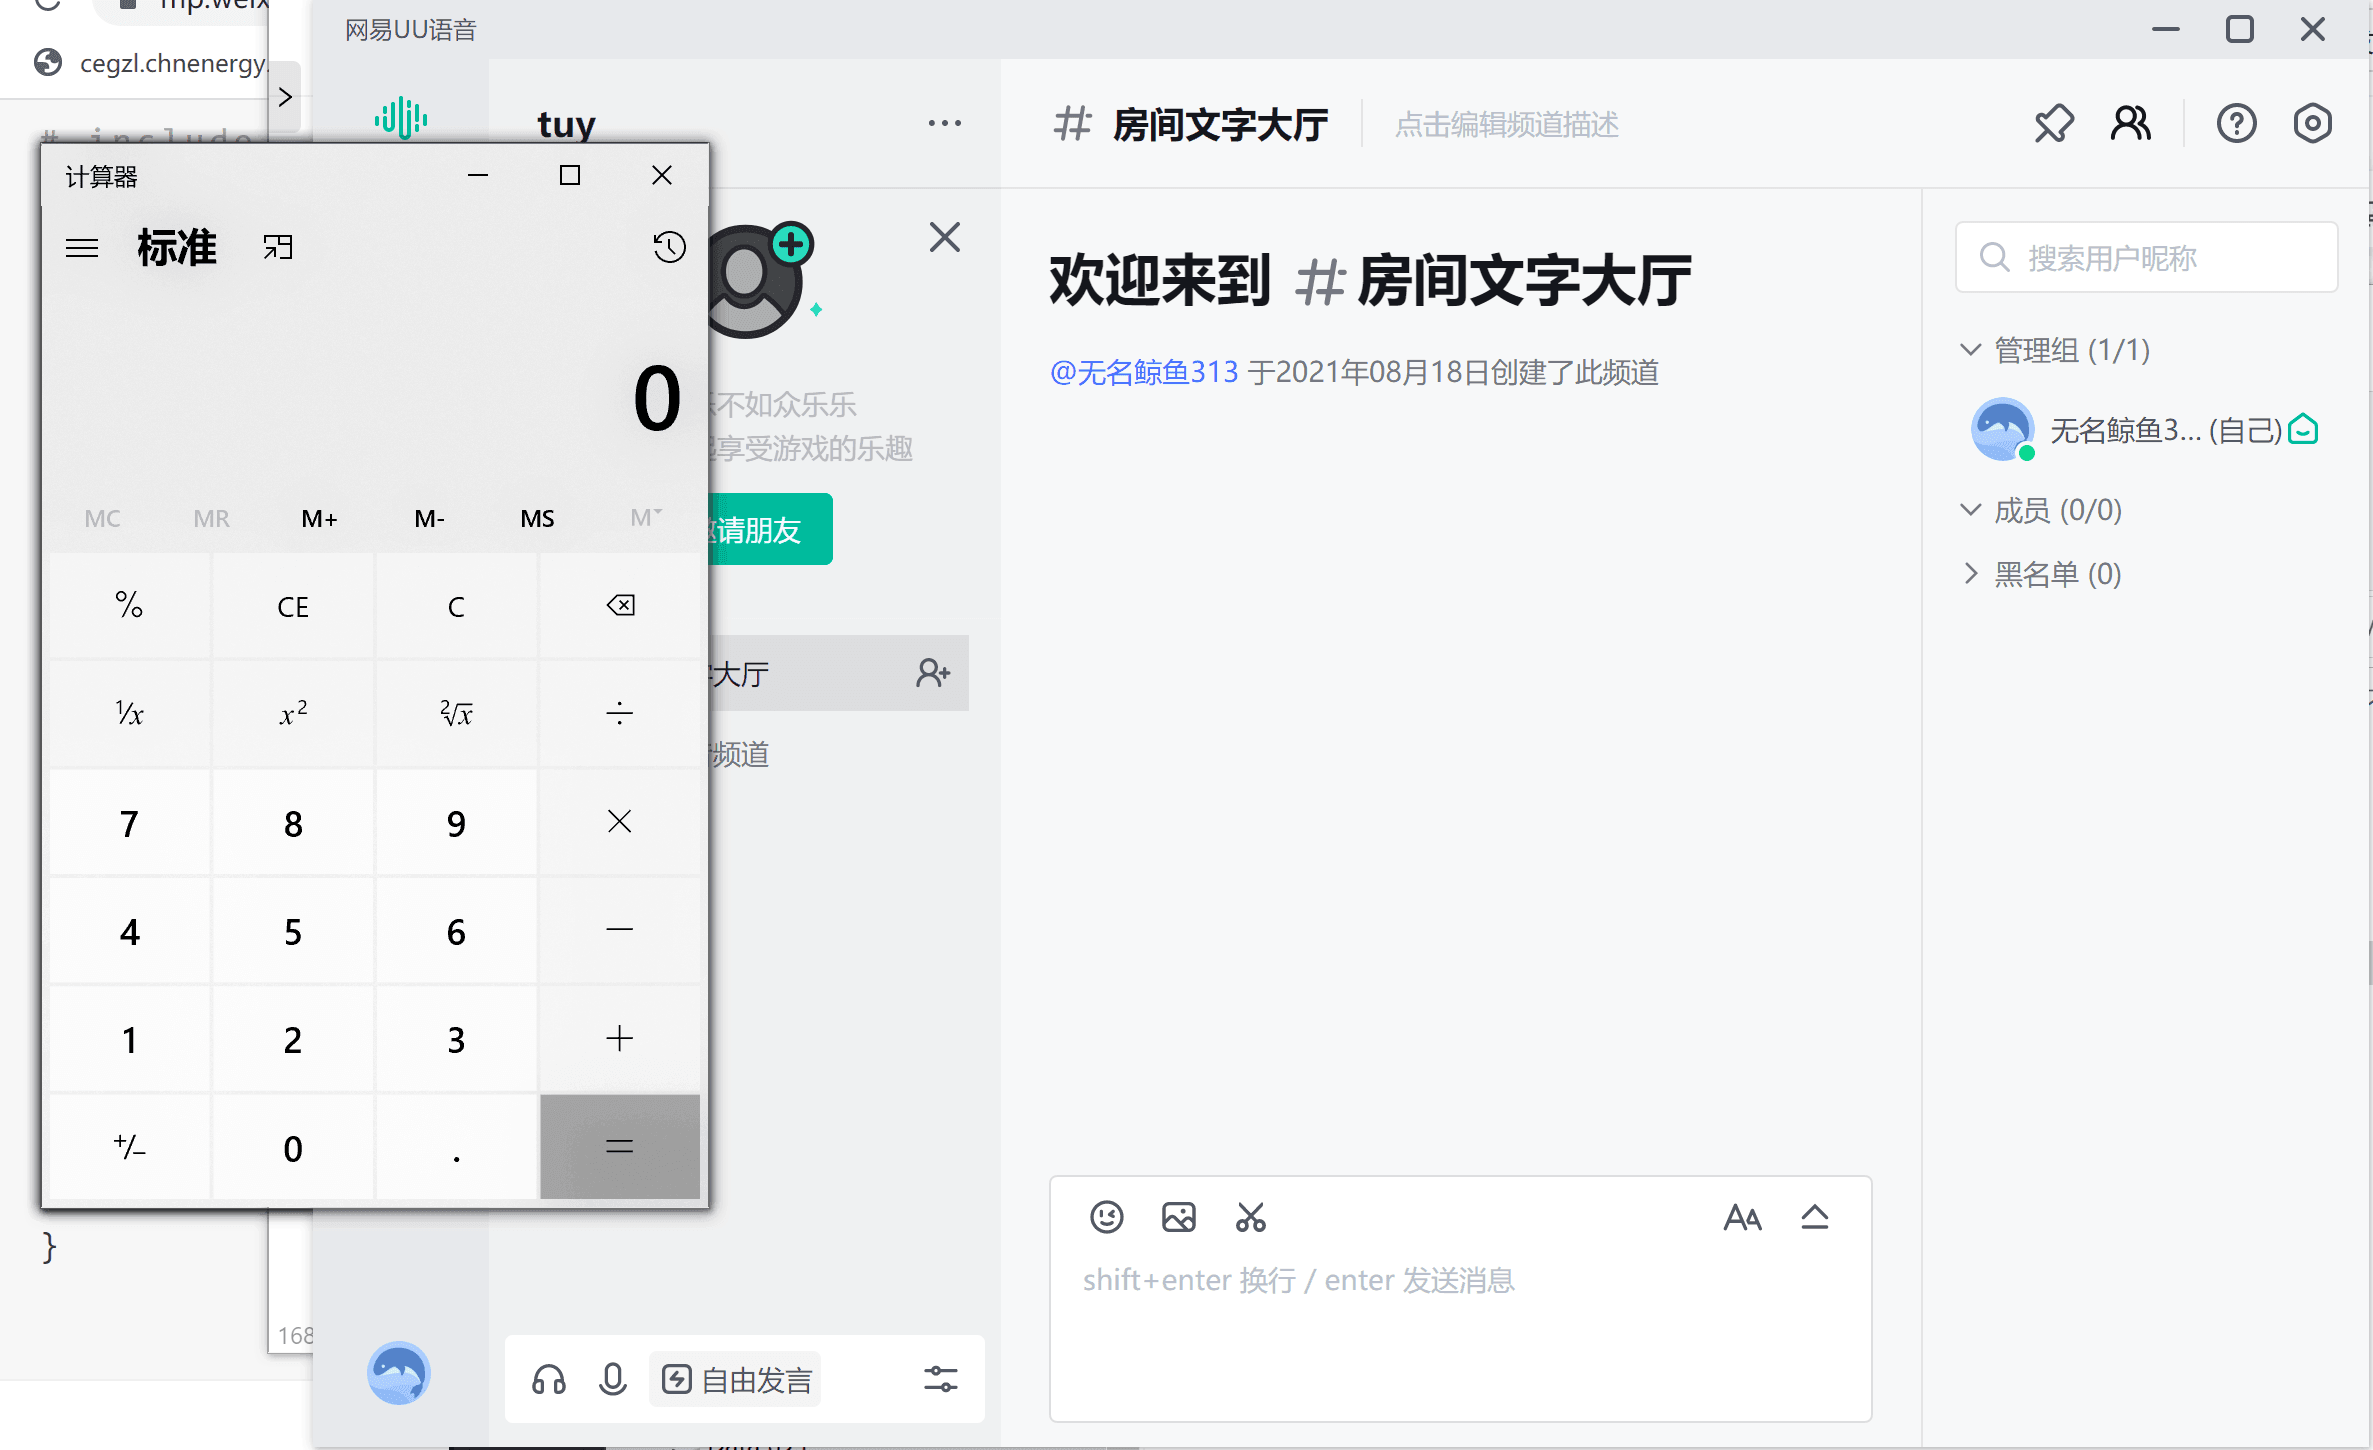 cegzl.chnenergy.
# include
}
168
计算器
标准
0
MC MR M+ M- MS M
% CE C
¹/x x² ²√x ÷
7 8 9 ×
4 5 6 −
1 2 3 +
+/− 0 . =
网易UU语音
tuy
不如众乐乐
享受游戏的乐趣
请朋友
大厅
频道
自由发言
# 房间文字大厅
点击编辑频道描述
欢迎来到 # 房间文字大厅
@无名鲸鱼313 于2021年08月18日创建了此频道
shift+enter 换行 / enter 发送消息
搜索用户昵称
管理组 (1/1)
无名鲸鱼3... (自己)
成员 (0/0)
黑名单 (0)